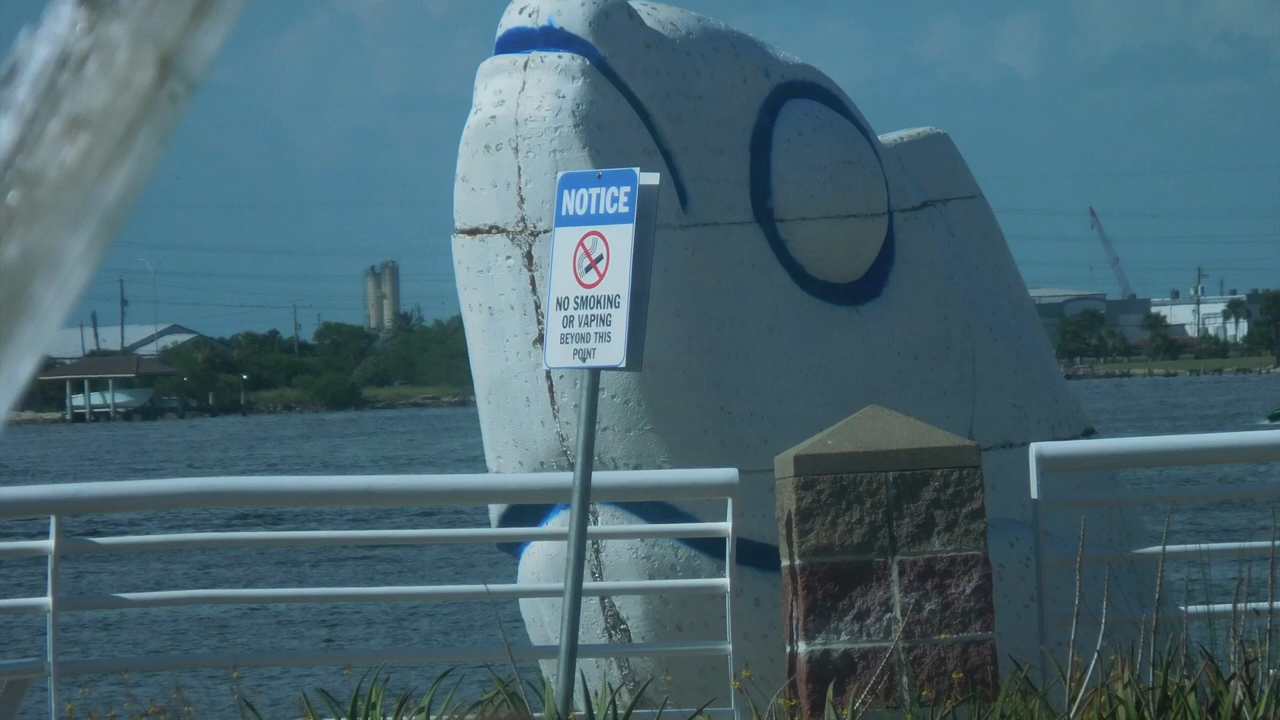 NOTICE
NO SMOKING
OR VAPING
BEYOND THIS
POINT